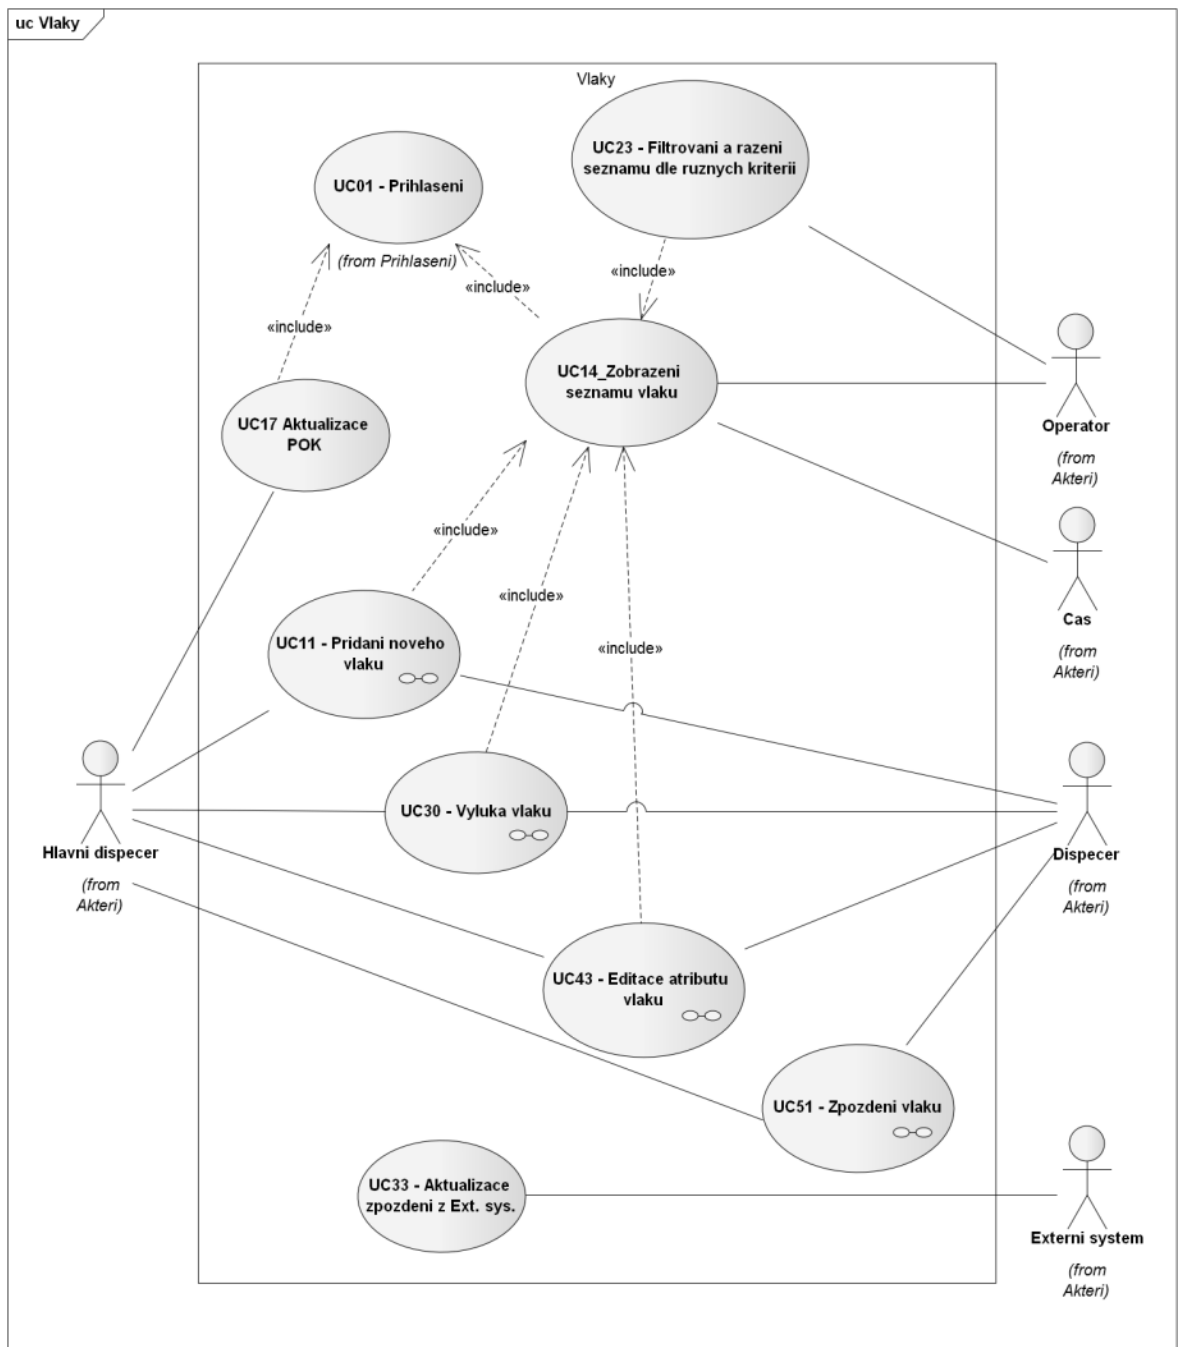 uc Vlaky
Vlaky
UC23 - Filtrovani a razeni
seznamu dle ruznych kriterii
UC01 - Prihlaseni
(from Prihlaseni)
«include»
«include»
«include»
UC14_Zobrazeni
seznamu vlaku
Operator
(from
Akteri)
UC17 Aktualizace
POK
«include»
Cas
(from
Akteri)
«include»
«include»
UC11 - Pridani noveho
vlaku
UC30 - Vyluka vlaku
Hlavni dispecer
(from
Akteri)
Dispecer
(from
Akteri)
UC43 - Editace atributu
vlaku
UC51 - Zpozdeni vlaku
UC33 - Aktualizace
zpozdeni z Ext. sys.
Externi system
(from
Akteri)